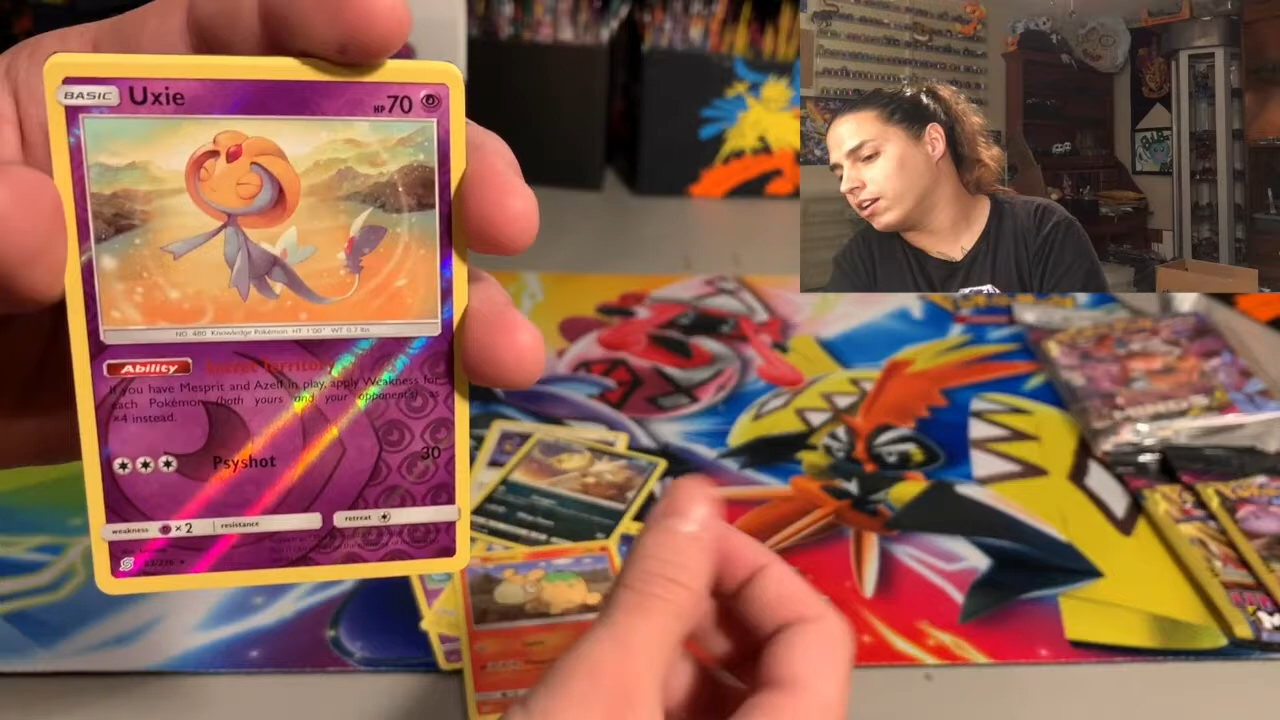 BASIC Uxie HP 70
NO. 480 Knowledge Pokémon HT 1'00" WT 0.7 lbs
Ability Secret Territory
If you have Mesprit and Azelf in play, apply Weakness for
each Pokémon (both yours and your opponent's) as
×4 instead.
Psyshot 30
weakness ×2 resistance retreat